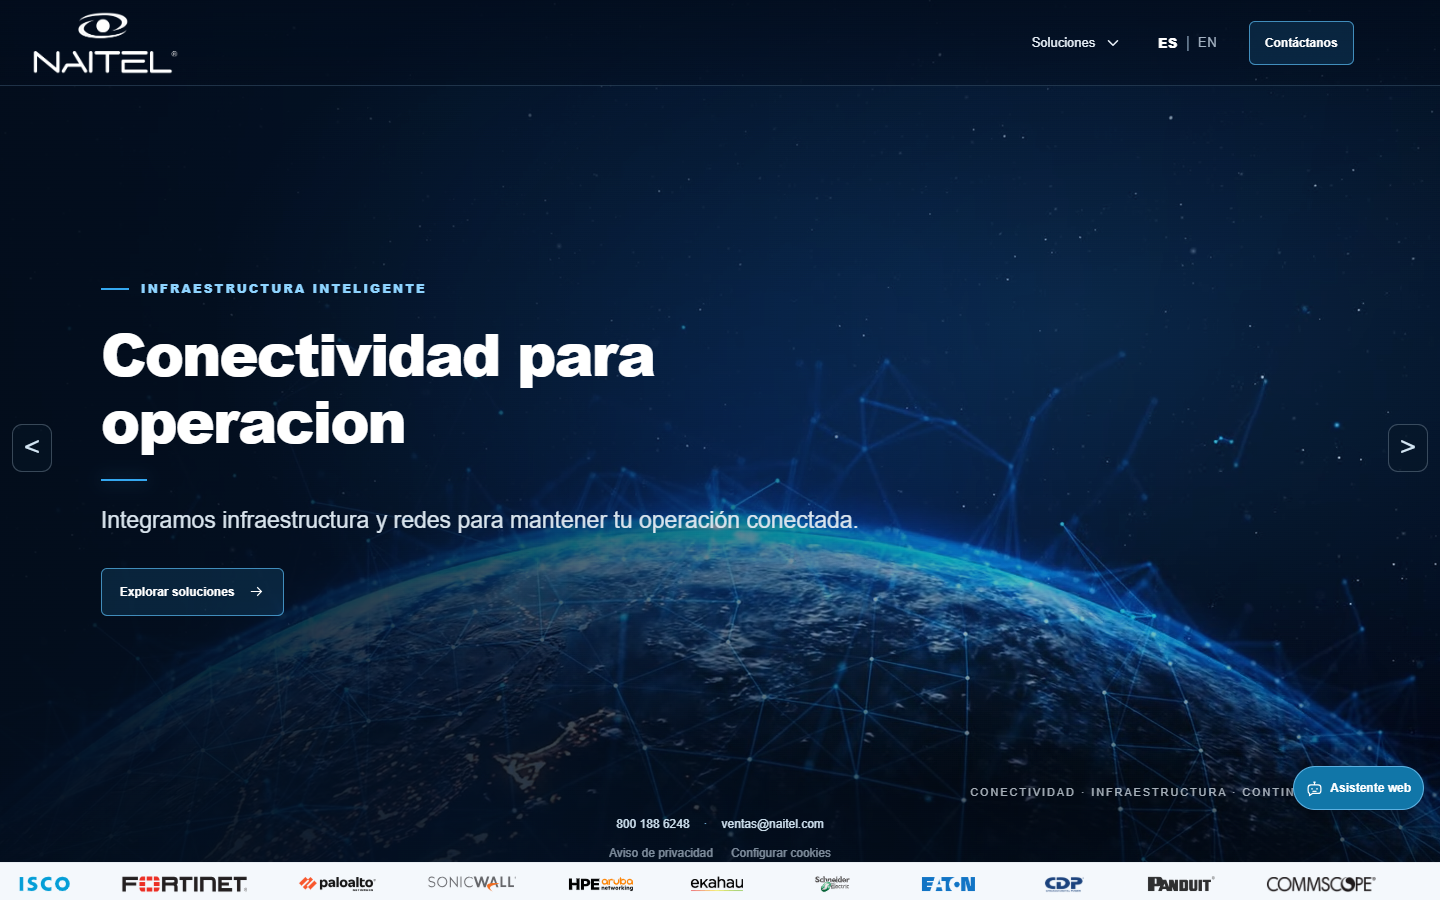 NAITEL®
Soluciones
ES | EN
Contáctanos
INFRAESTRUCTURA INTELIGENTE
Conectividad para
operacion
<
>
Integramos infraestructura y redes para mantener tu operación conectada.
Explorar soluciones →
CONECTIVIDAD · INFRAESTRUCTURA · CONTIN
Asistente web
800 188 6248 · ventas@naitel.com
Aviso de privacidad Configurar cookies
ISCO FORTINET paloalto SONICWALL HPE aruba networking ekahau Schneider Electric EATON CDP PANDUIT COMMSCOPE